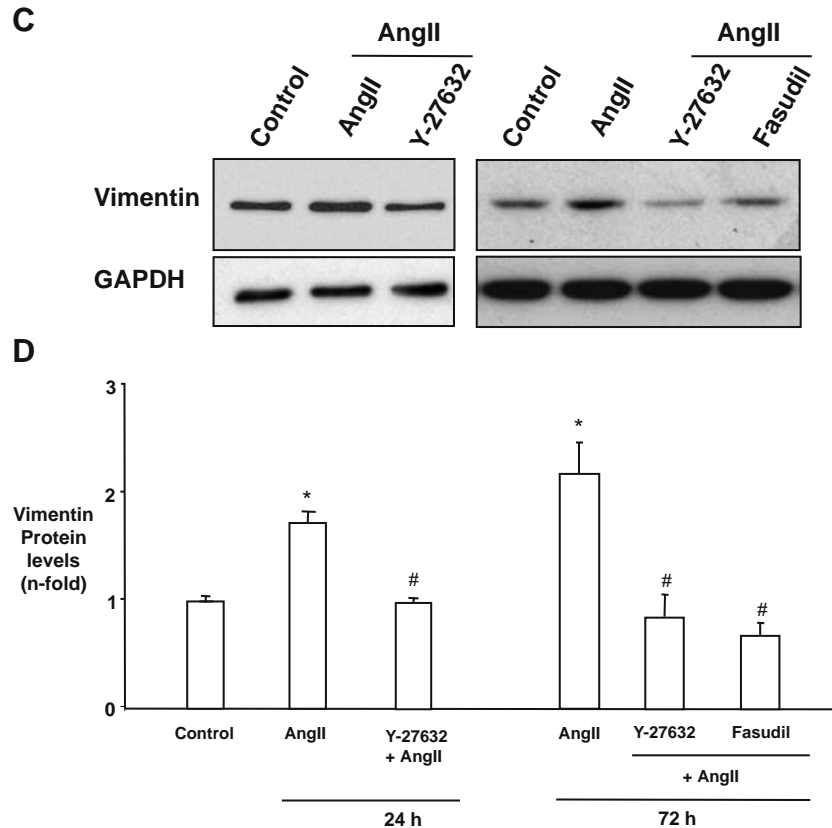 C
AngII AngII
Control AngII Y-27632 Control AngII Y-27632 Fasudil
Vimentin
GAPDH
D
3
2
1
0
Vimentin
Protein
levels
(n-fold)
* # * # #
Control AngII Y-27632 AngII Y-27632 Fasudil
+ AngII
+ AngII
24 h 72 h